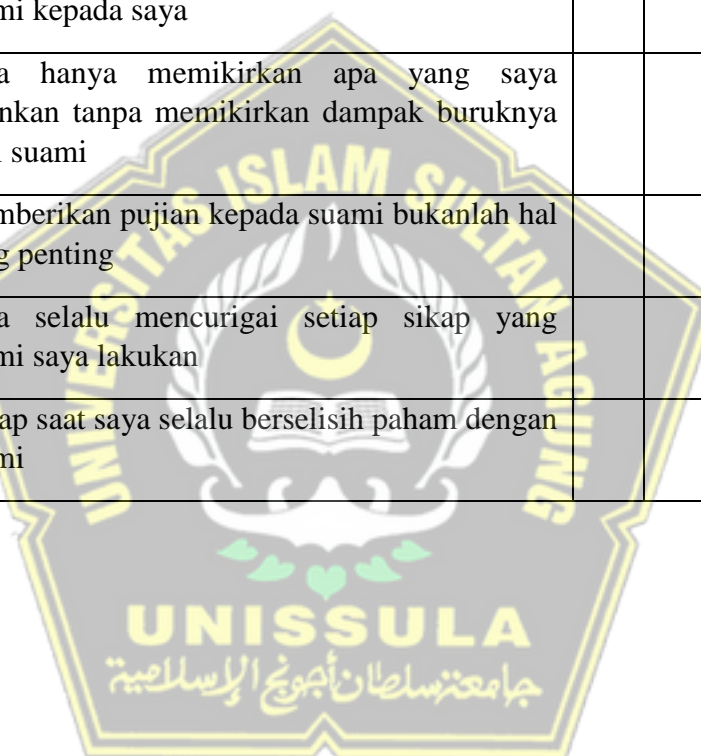 mi kepada saya
a hanya memikirkan apa yang saya
nkan tanpa memikirkan dampak buruknya
i suami
mberikan pujian kepada suami bukanlah hal
g penting
a selalu mencurigai setiap sikap yang
mi saya lakukan
ap saat saya selalu berselisih paham dengan
mi
UNIVERSITAS ISLAM SULTAN AGUNG
UNISSULA
جامعتسلطان أجونج الإسلامية